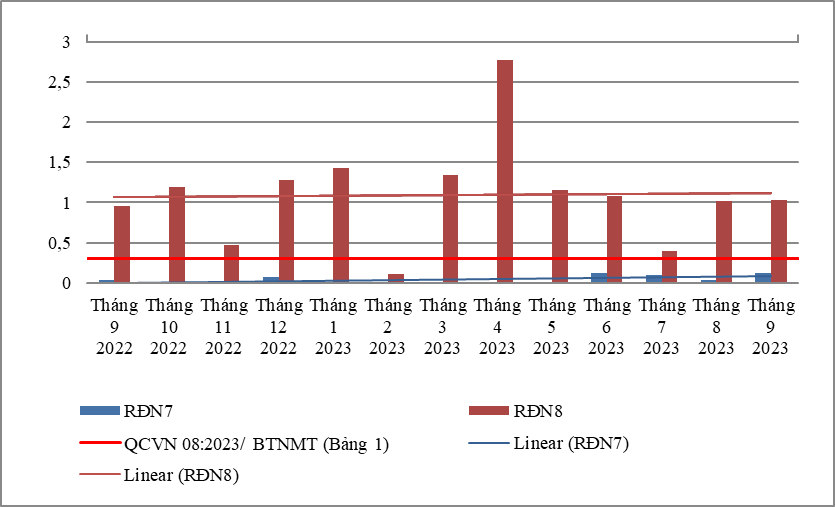 3
2,5
2
1,5
1
0,5
0
Tháng 9 2022
Tháng 10 2022
Tháng 11 2022
Tháng 12 2022
Tháng 1 2023
Tháng 2 2023
Tháng 3 2023
Tháng 4 2023
Tháng 5 2023
Tháng 6 2023
Tháng 7 2023
Tháng 8 2023
Tháng 9 2023
RĐN7
RĐN8
QCVN 08:2023/ BTNMT (Bảng 1)
Linear (RĐN7)
Linear (RĐN8)